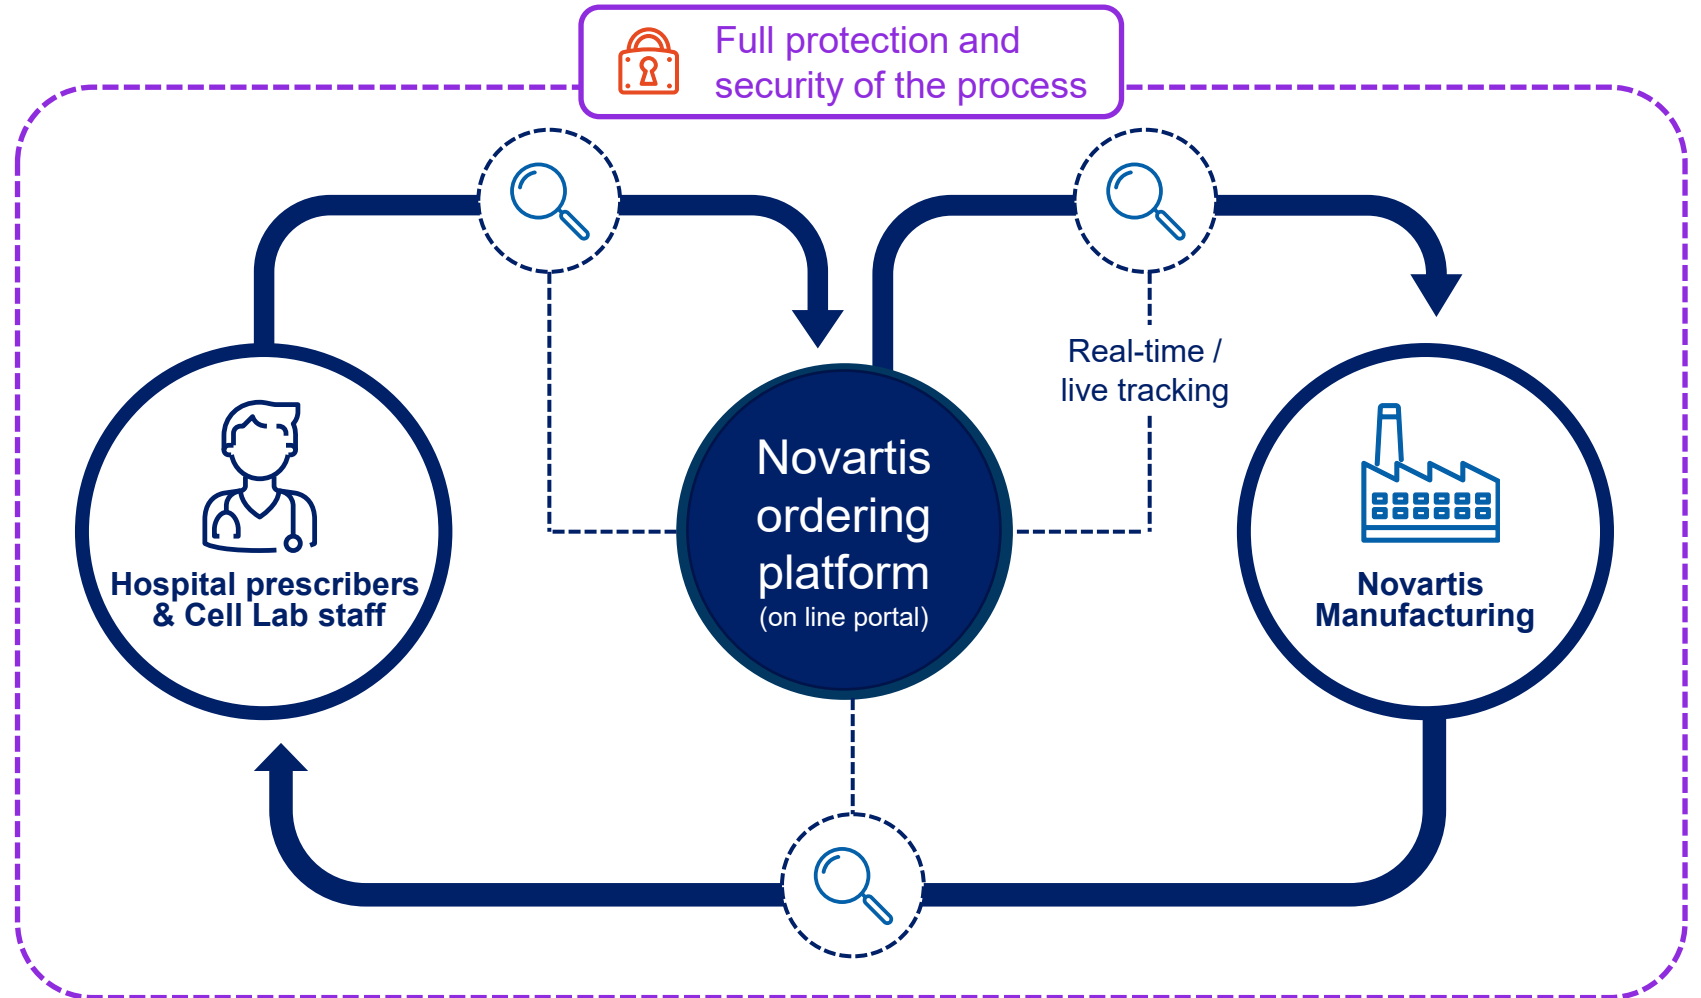 Full protection and
security of the process
Real-time /
live tracking
Hospital prescribers
& Cell Lab staff
Novartis
ordering
platform
(on line portal)
Novartis
Manufacturing